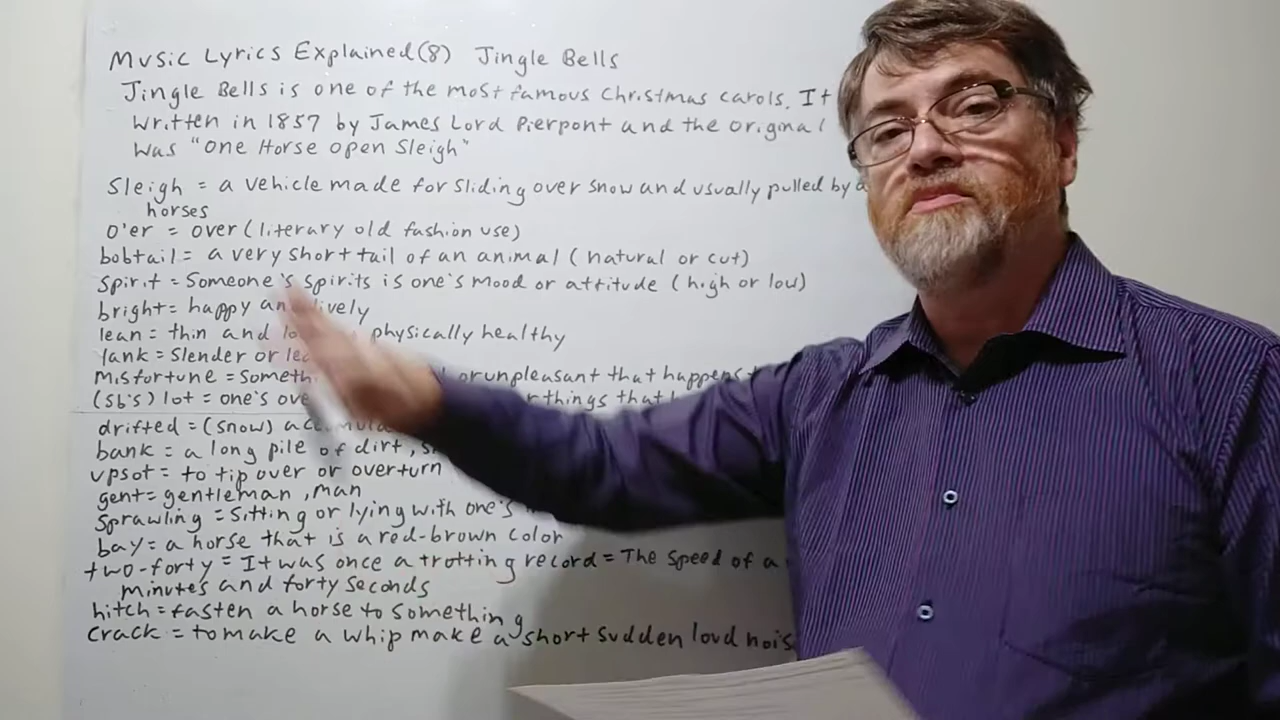 Music Lyrics Explained(8) Jingle Bells
Jingle Bells is one of the most famous Christmas carols. It
written in 1857 by James Lord Pierpont and the original
was "One Horse open Sleigh"
Sleigh = a vehicle made for sliding over snow and usually pulled by
horses
o'er = over (literary old fashion use)
bobtail = a very short tail of an animal (natural or cut)
spirit = Someone's spirits is one's mood or attitude (high or low)
bright = happy and lively
lean = thin and physically healthy
lank = Slender or
Misfortune = or unpleasant that happens
(sb's) lot = one's things that
drifted = (snow)
bank = a long pile of dirt,
upsot = to tip over or overturn
gent = gentleman, man
sprawling = Sitting or lying with one's
bay = a horse that is a red-brown color
two-forty = It was once a trotting record = The speed of a
minutes and forty seconds
hitch = fasten a horse to something
crack = to make a whip make a short sudden loud